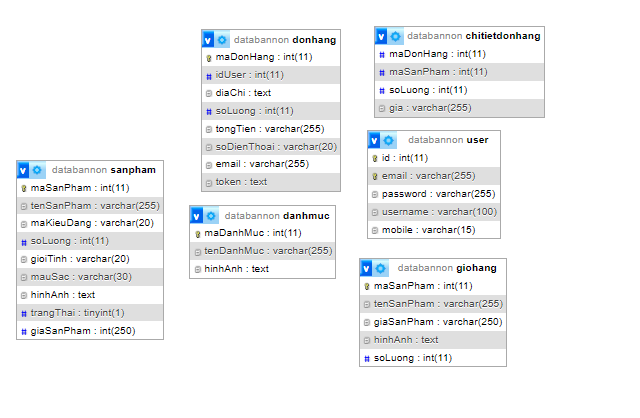 databannon donhang
maDonHang : int(11)
idUser : int(11)
diaChi : text
soLuong : int(11)
tongTien : varchar(255)
soDienThoai : varchar(20)
email : varchar(255)
token : text
databannon chitietdonhang
maDonHang : int(11)
maSanPham : int(11)
soLuong : int(11)
gia : varchar(255)
databannon user
id : int(11)
email : varchar(255)
password : varchar(255)
username : varchar(100)
mobile : varchar(15)
databannon sanpham
maSanPham : int(11)
tenSanPham : varchar(255)
maKieuDang : varchar(20)
soLuong : int(11)
gioiTinh : varchar(20)
mauSac : varchar(30)
hinhAnh : text
trangThai : tinyint(1)
giaSanPham : int(250)
databannon danhmuc
maDanhMuc : int(11)
tenDanhMuc : varchar(255)
hinhAnh : text
databannon giohang
maSanPham : int(11)
tenSanPham : varchar(255)
giaSanPham : varchar(250)
hinhAnh : text
soLuong : int(11)